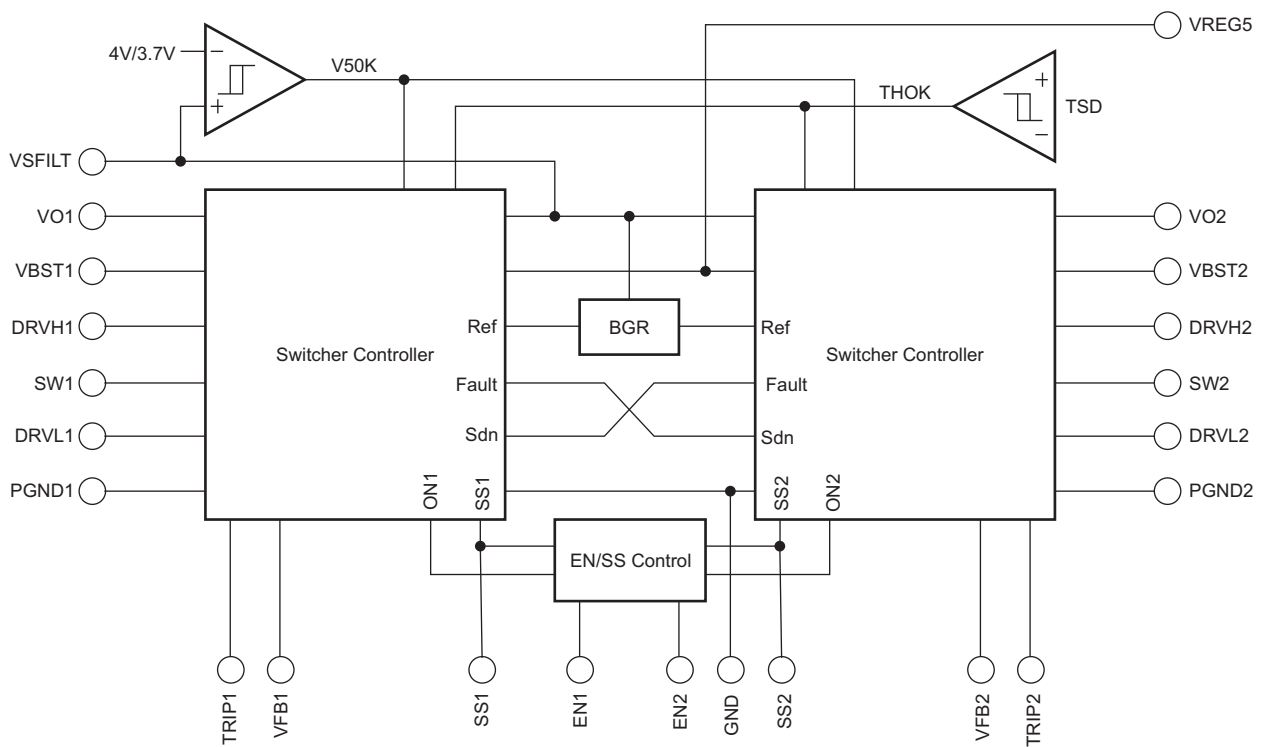 VREG5
4V/3.7V
−
+
V50K
THOK
+
−
TSD
VSFILT
VO1
VBST1
DRVH1
SW1
DRVL1
PGND1
Switcher Controller
Ref
Fault
Sdn
ON1
SS1
BGR
Ref
Fault
Sdn
SS2
ON2
Switcher Controller
VO2
VBST2
DRVH2
SW2
DRVL2
PGND2
EN/SS Control
TRIP1
VFB1
SS1
EN1
EN2
GND
SS2
VFB2
TRIP2